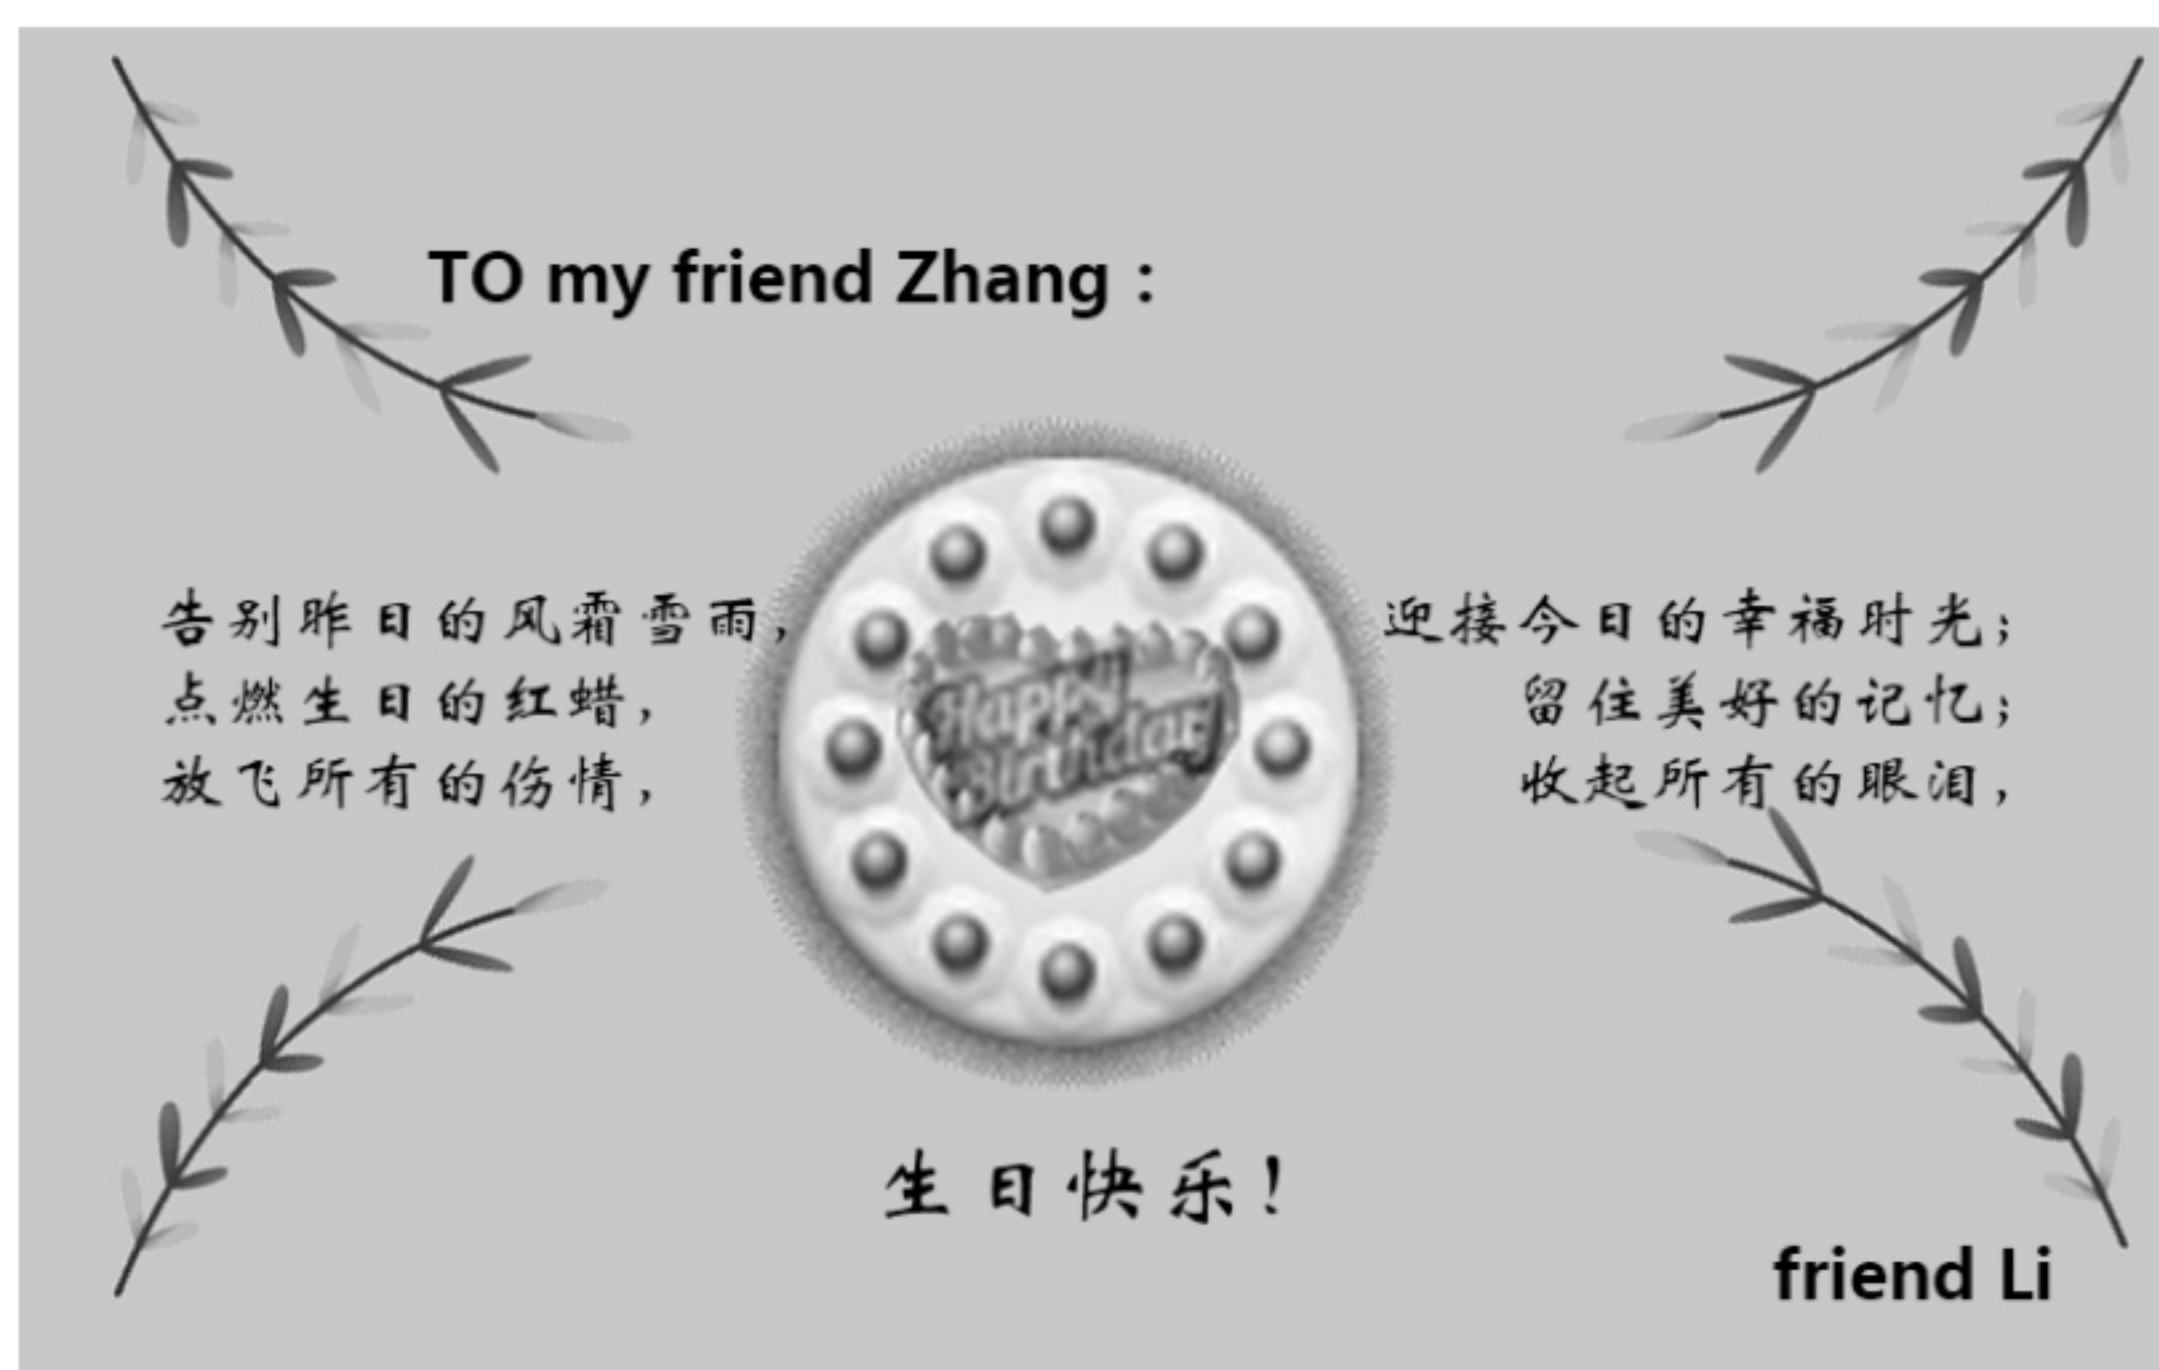 TO my friend Zhang：
告别昨日的风霜雪雨， 迎接今日的幸福时光；
点燃生日的红蜡， 留住美好的记忆；
放飞所有的伤情， 收起所有的眼泪，
Happy
Birthday
生日快乐！
friend Li